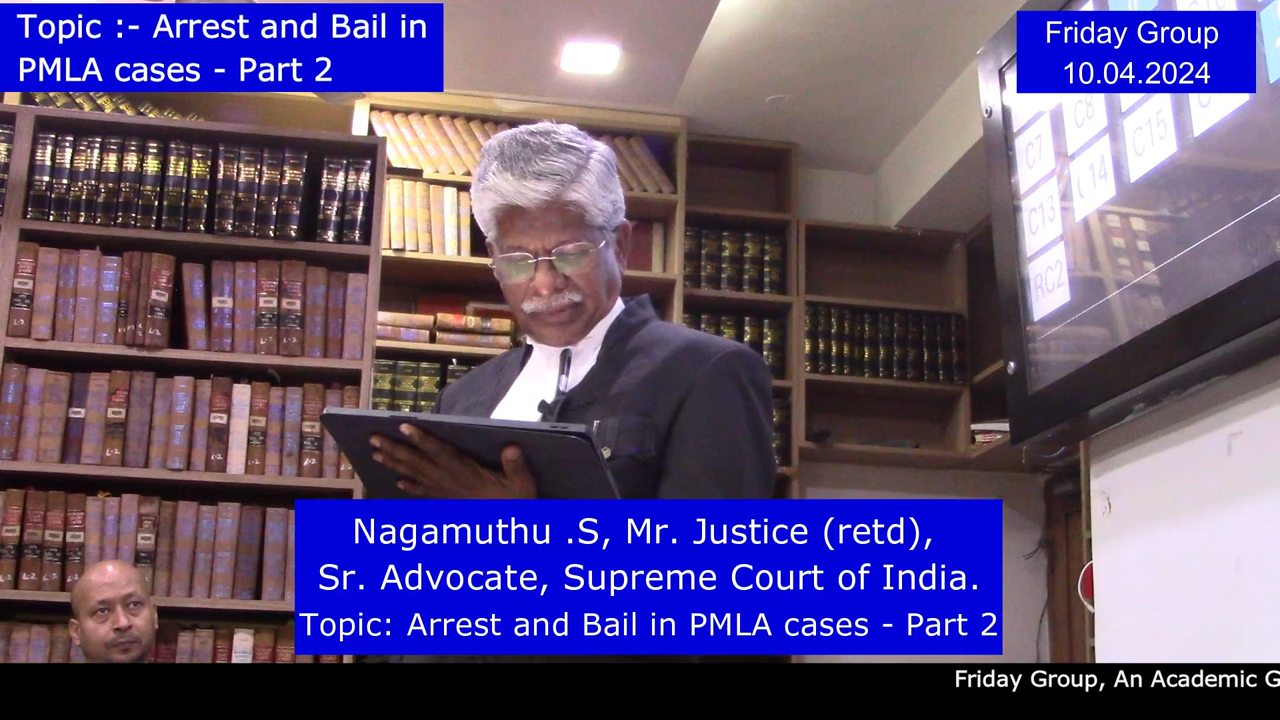 Topic :- Arrest and Bail in
PMLA cases - Part 2
Friday Group
10.04.2024
C7
C8
C15
C13
RC2
Nagamuthu .S, Mr. Justice (retd),
Sr. Advocate, Supreme Court of India.
Topic: Arrest and Bail in PMLA cases - Part 2
Friday Group, An Academic G